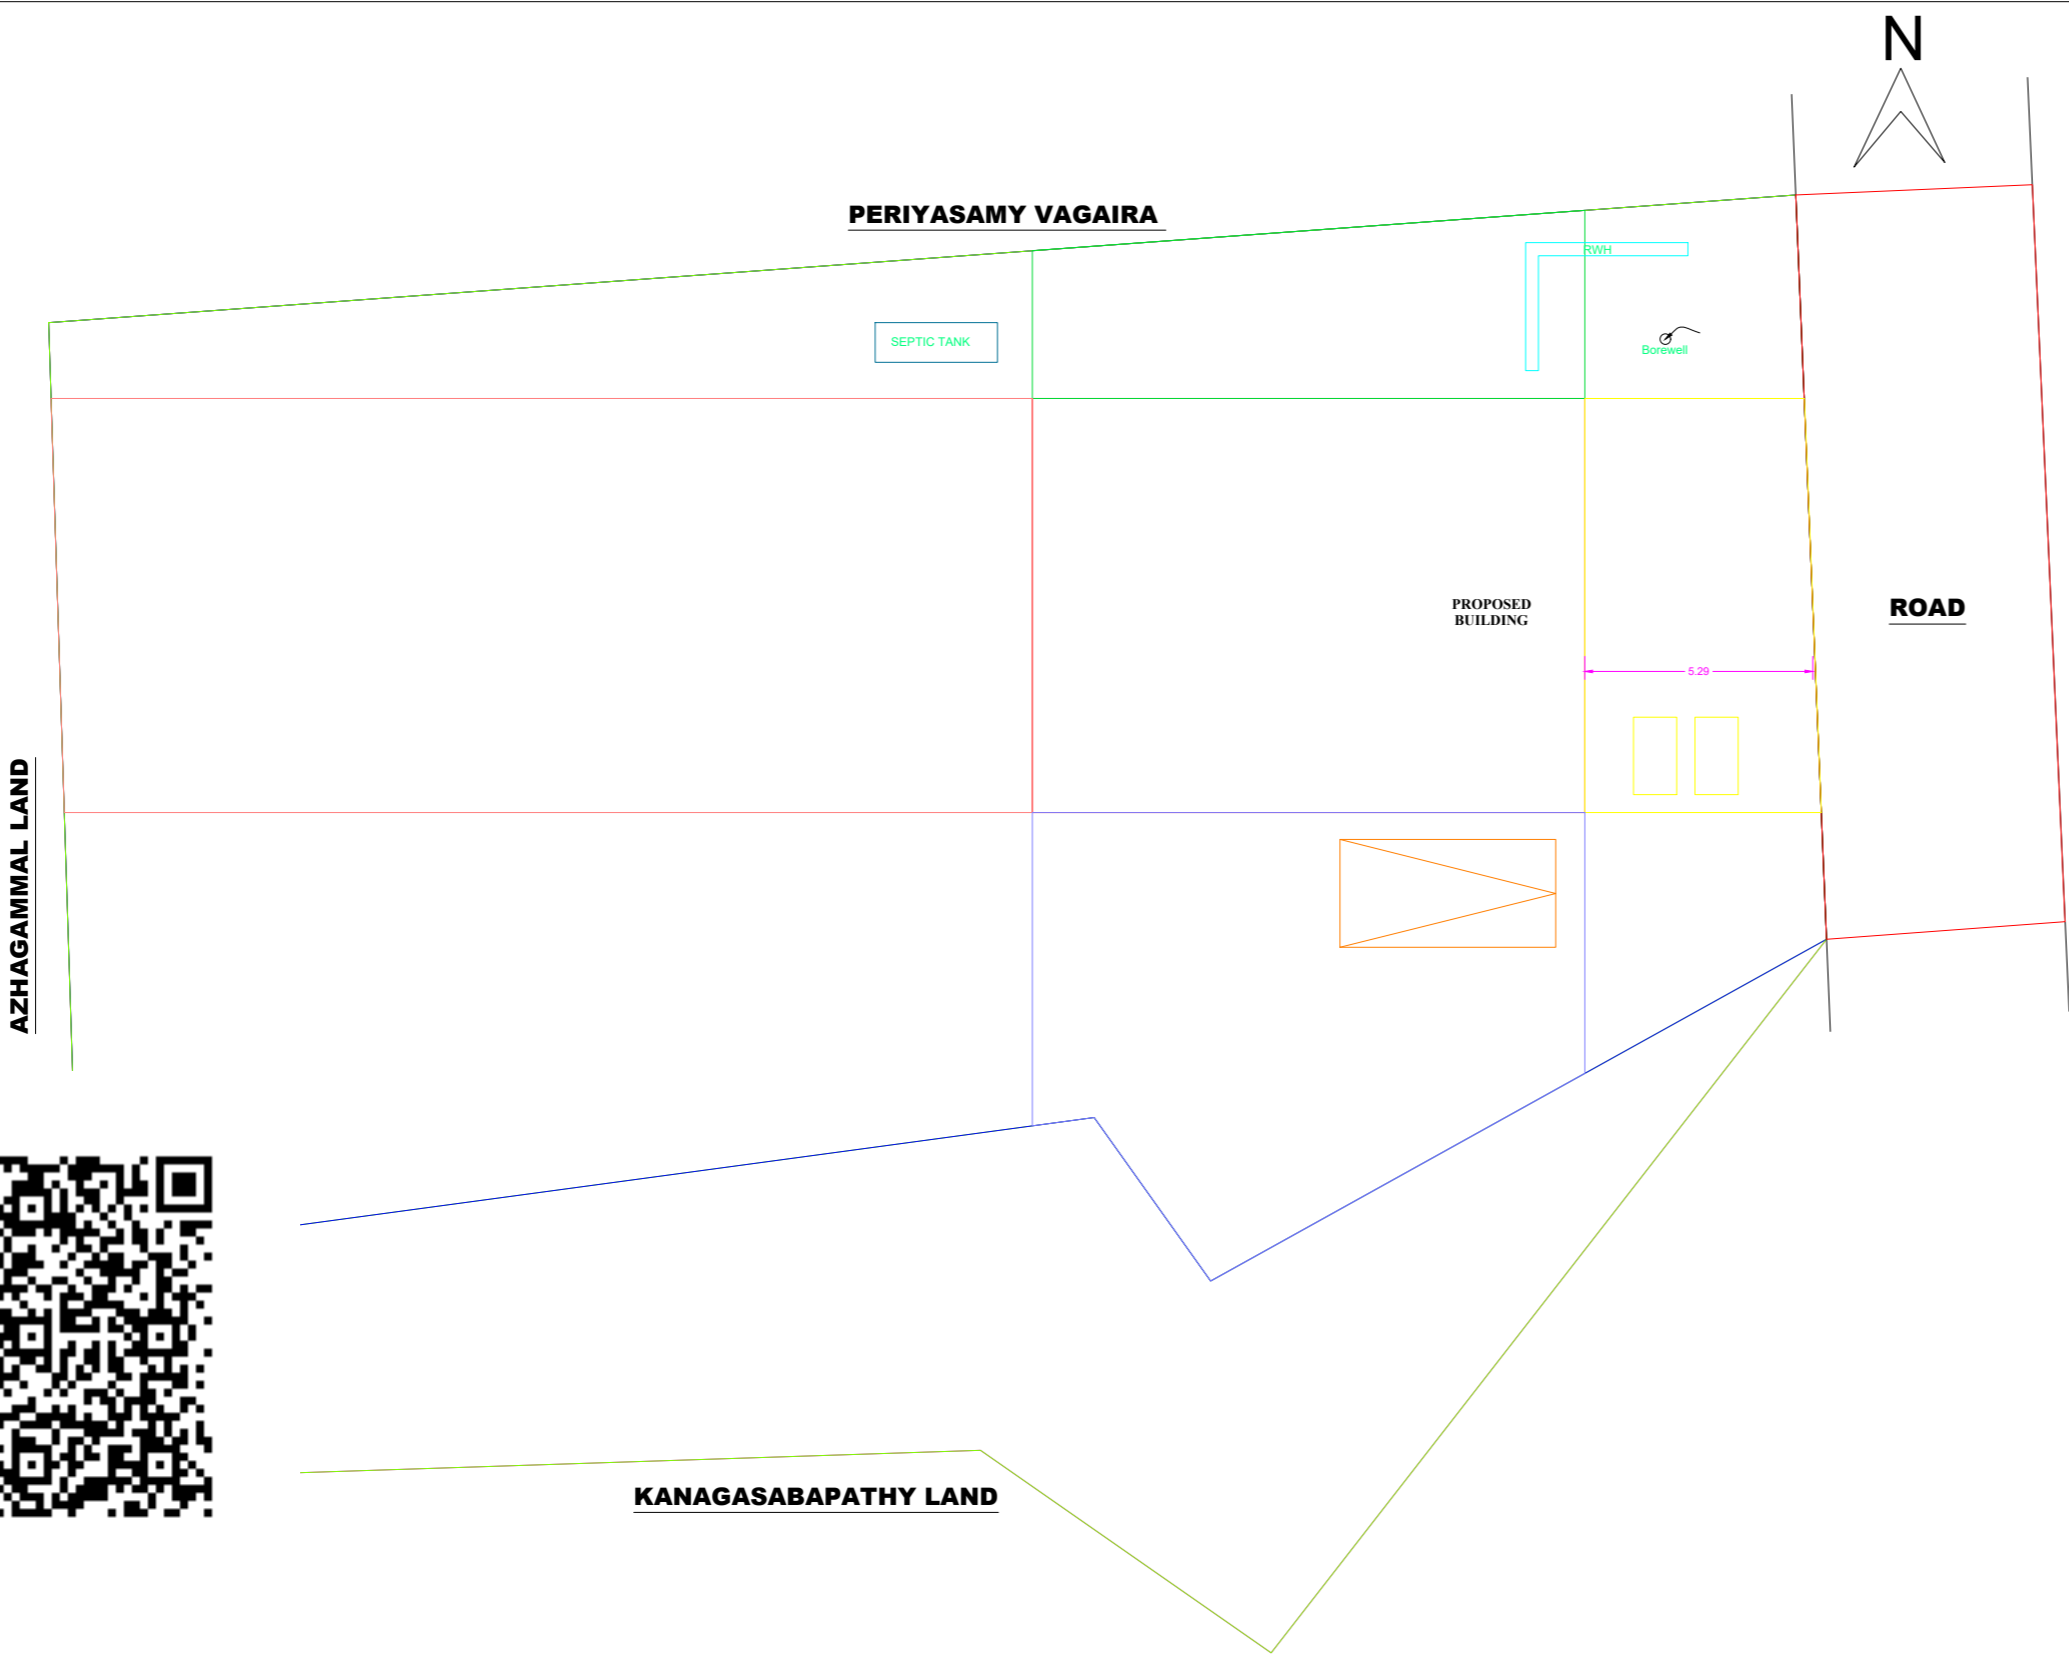 N
PERIYASAMY VAGAIRA
RWH
SEPTIC TANK
Borewell
PROPOSED
BUILDING
ROAD
5.29
AZHAGAMMAL LAND
KANAGASABAPATHY LAND